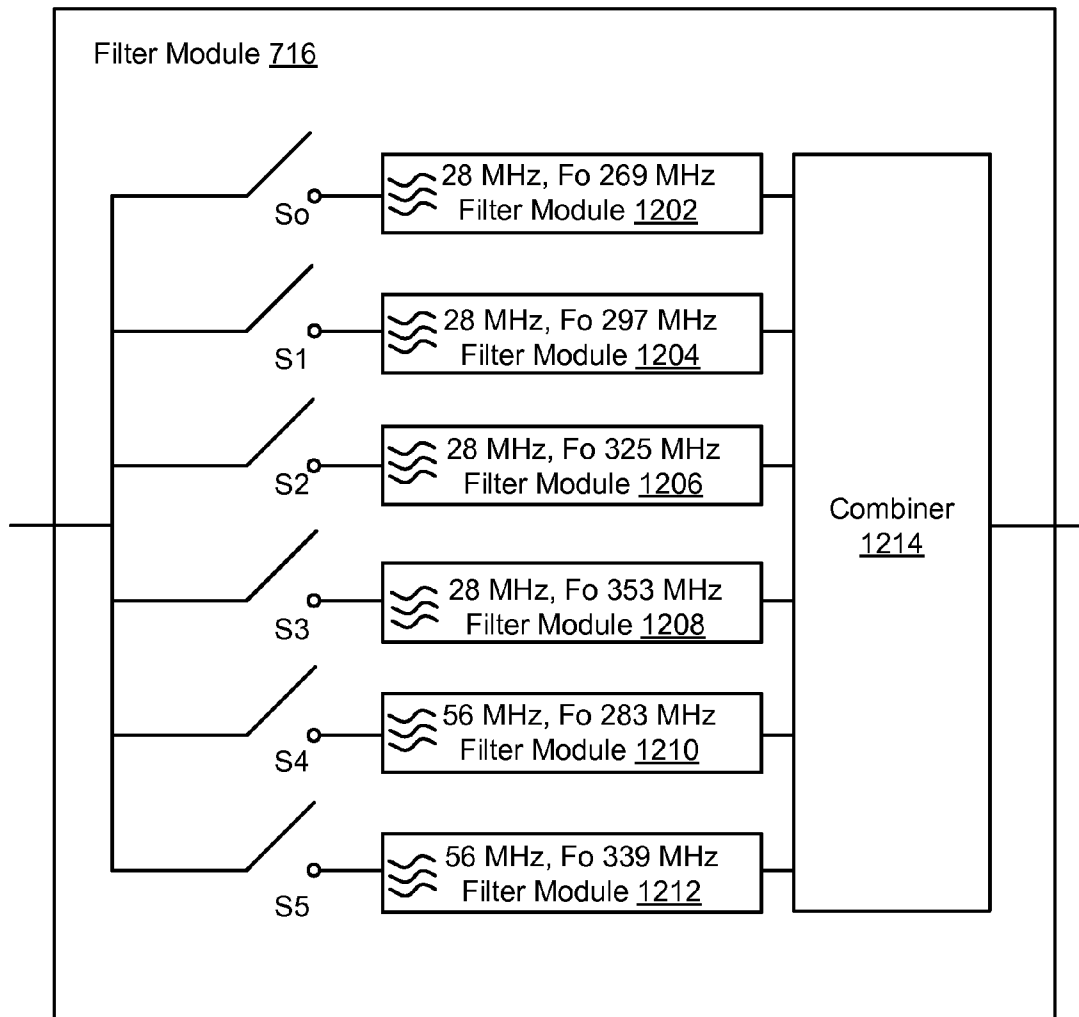 Filter Module 716
So
28 MHz, Fo 269 MHz
Filter Module 1202
S1
28 MHz, Fo 297 MHz
Filter Module 1204
S2
28 MHz, Fo 325 MHz
Filter Module 1206
S3
28 MHz, Fo 353 MHz
Filter Module 1208
S4
56 MHz, Fo 283 MHz
Filter Module 1210
S5
56 MHz, Fo 339 MHz
Filter Module 1212
Combiner
1214